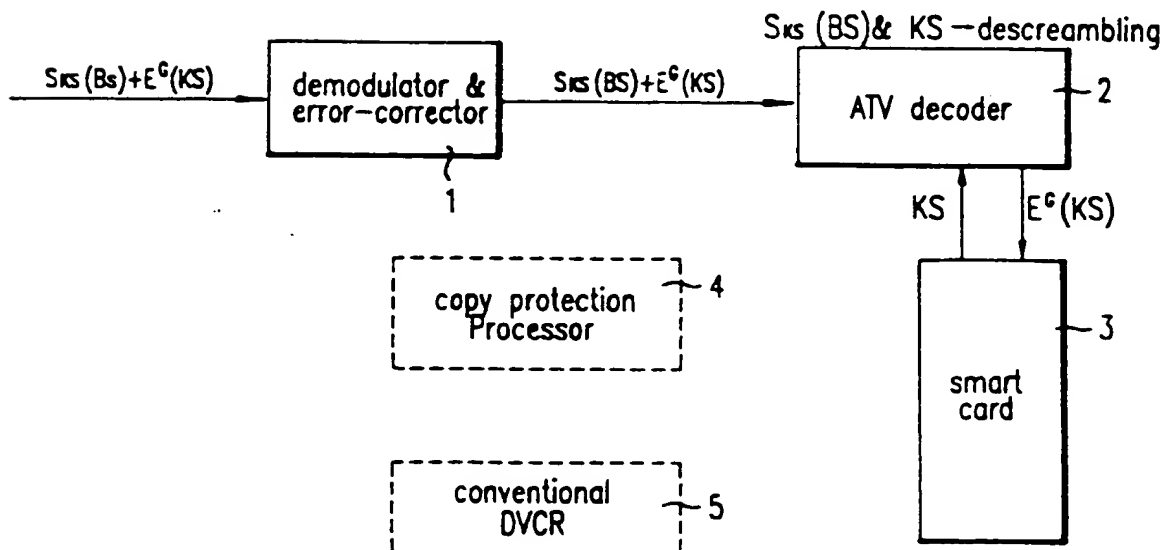 SKS (BS)& KS-descreambling
SKS(Bs)+E^G(KS)
demodulator &
error-corrector
1
SKS(BS)+E^G(KS)
ATV decoder
2
KS
E^G(KS)
copy protection
Processor
4
smart
card
3
conventional
DVCR
5